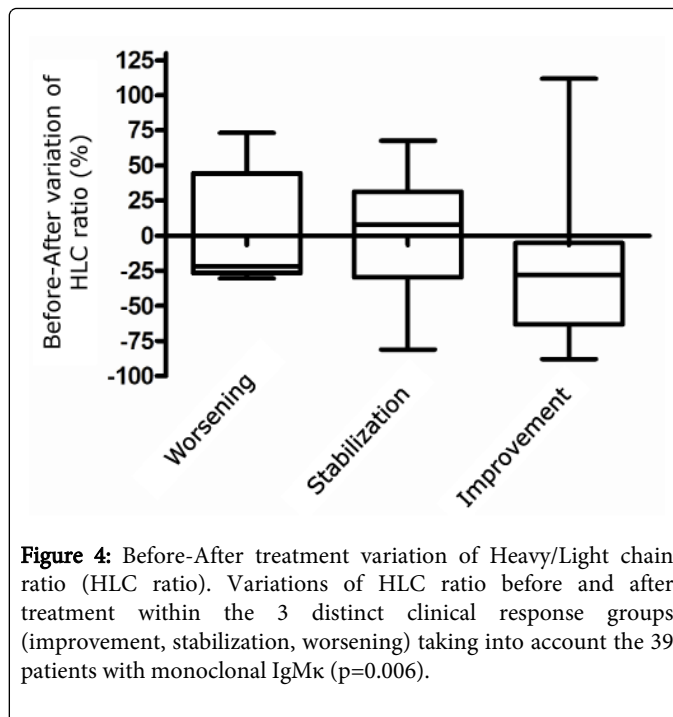 Before-After variation of
HLC ratio (%)
125
100
75
50
25
0
-25
-50
-75
-100
Worsening
Stabilization
Improvement
Figure 4: Before-After treatment variation of Heavy/Light chain
ratio (HLC ratio). Variations of HLC ratio before and after
treatment within the 3 distinct clinical response groups
(improvement, stabilization, worsening) taking into account the 39
patients with monoclonal IgMκ (p=0.006).